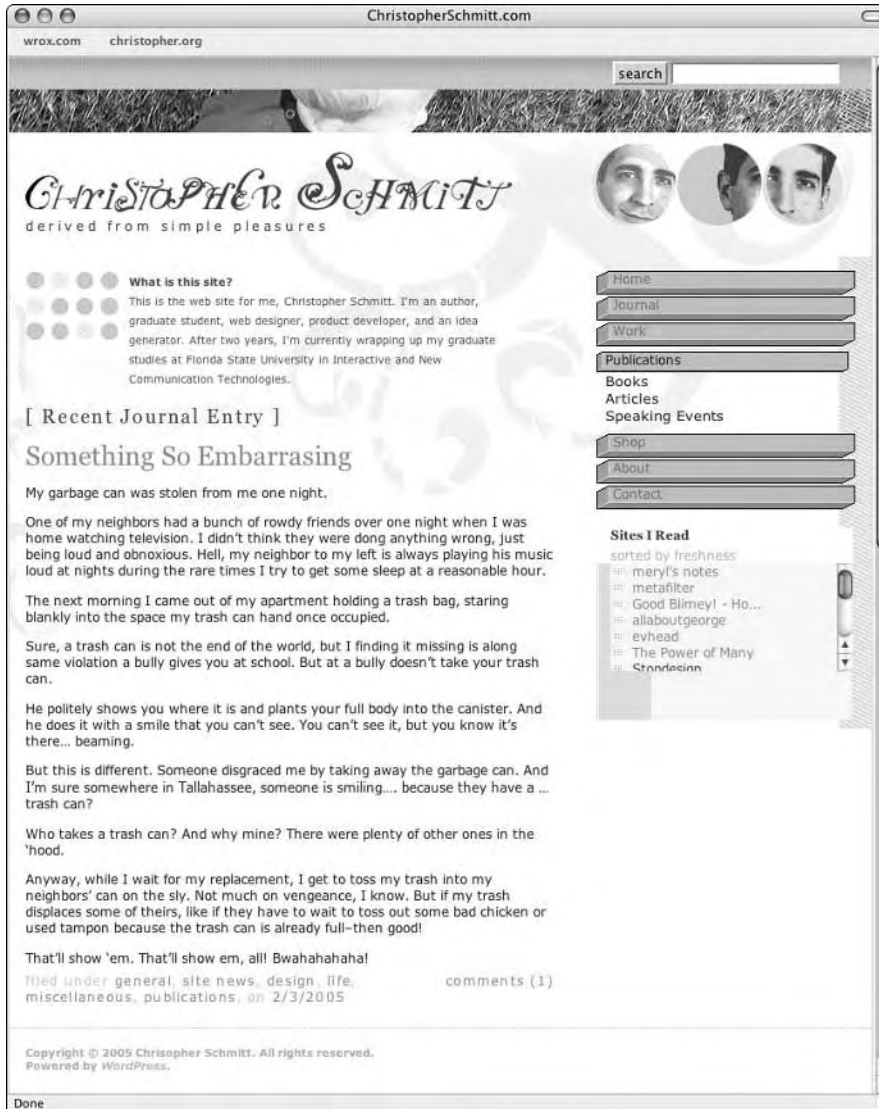 ChristopherSchmitt.com
wrox.com christopher.org
search
CHRISTOPHER SCHMITT
derived from simple pleasures
What is this site?
This is the web site for me, Christopher Schmitt. I'm an author,
graduate student, web designer, product developer, and an idea
generator. After two years, I'm currently wrapping up my graduate
studies at Florida State University in Interactive and New
Communication Technologies.
[ Recent Journal Entry ]
Something So Embarrasing
My garbage can was stolen from me one night.
One of my neighbors had a bunch of rowdy friends over one night when I was
home watching television. I didn't think they were dong anything wrong, just
being loud and obnoxious. Hell, my neighbor to my left is always playing his music
loud at nights during the rare times I try to get some sleep at a reasonable hour.
The next morning I came out of my apartment holding a trash bag, staring
blankly into the space my trash can hand once occupied.
Sure, a trash can is not the end of the world, but I finding it missing is along
same violation a bully gives you at school. But at a bully doesn't take your trash
can.
He politely shows you where it is and plants your full body into the canister. And
he does it with a smile that you can't see. You can't see it, but you know it's
there… beaming.
But this is different. Someone disgraced me by taking away the garbage can. And
I'm sure somewhere in Tallahassee, someone is smiling…. because they have a …
trash can?
Who takes a trash can? And why mine? There were plenty of other ones in the
'hood.
Anyway, while I wait for my replacement, I get to toss my trash into my
neighbors' can on the sly. Not much on vengeance, I know. But if my trash
displaces some of theirs, like if they have to wait to toss out some bad chicken or
used tampon because the trash can is already full–then good!
That'll show 'em. That'll show em, all! Bwahahahaha!
filed under general, site news, design, life,
miscellaneous, publications, on 2/3/2005
comments (1)
Home
Journal
Work
Publications
Books
Articles
Speaking Events
Shop
About
Contact
Sites I Read
sorted by freshness
meryl's notes
metafilter
Good Blimey! - Ho...
allaboutgeorge
evhead
The Power of Many
Stopdesign
Copyright © 2005 Chrisopher Schmitt. All rights reserved.
Powered by WordPress.
Done